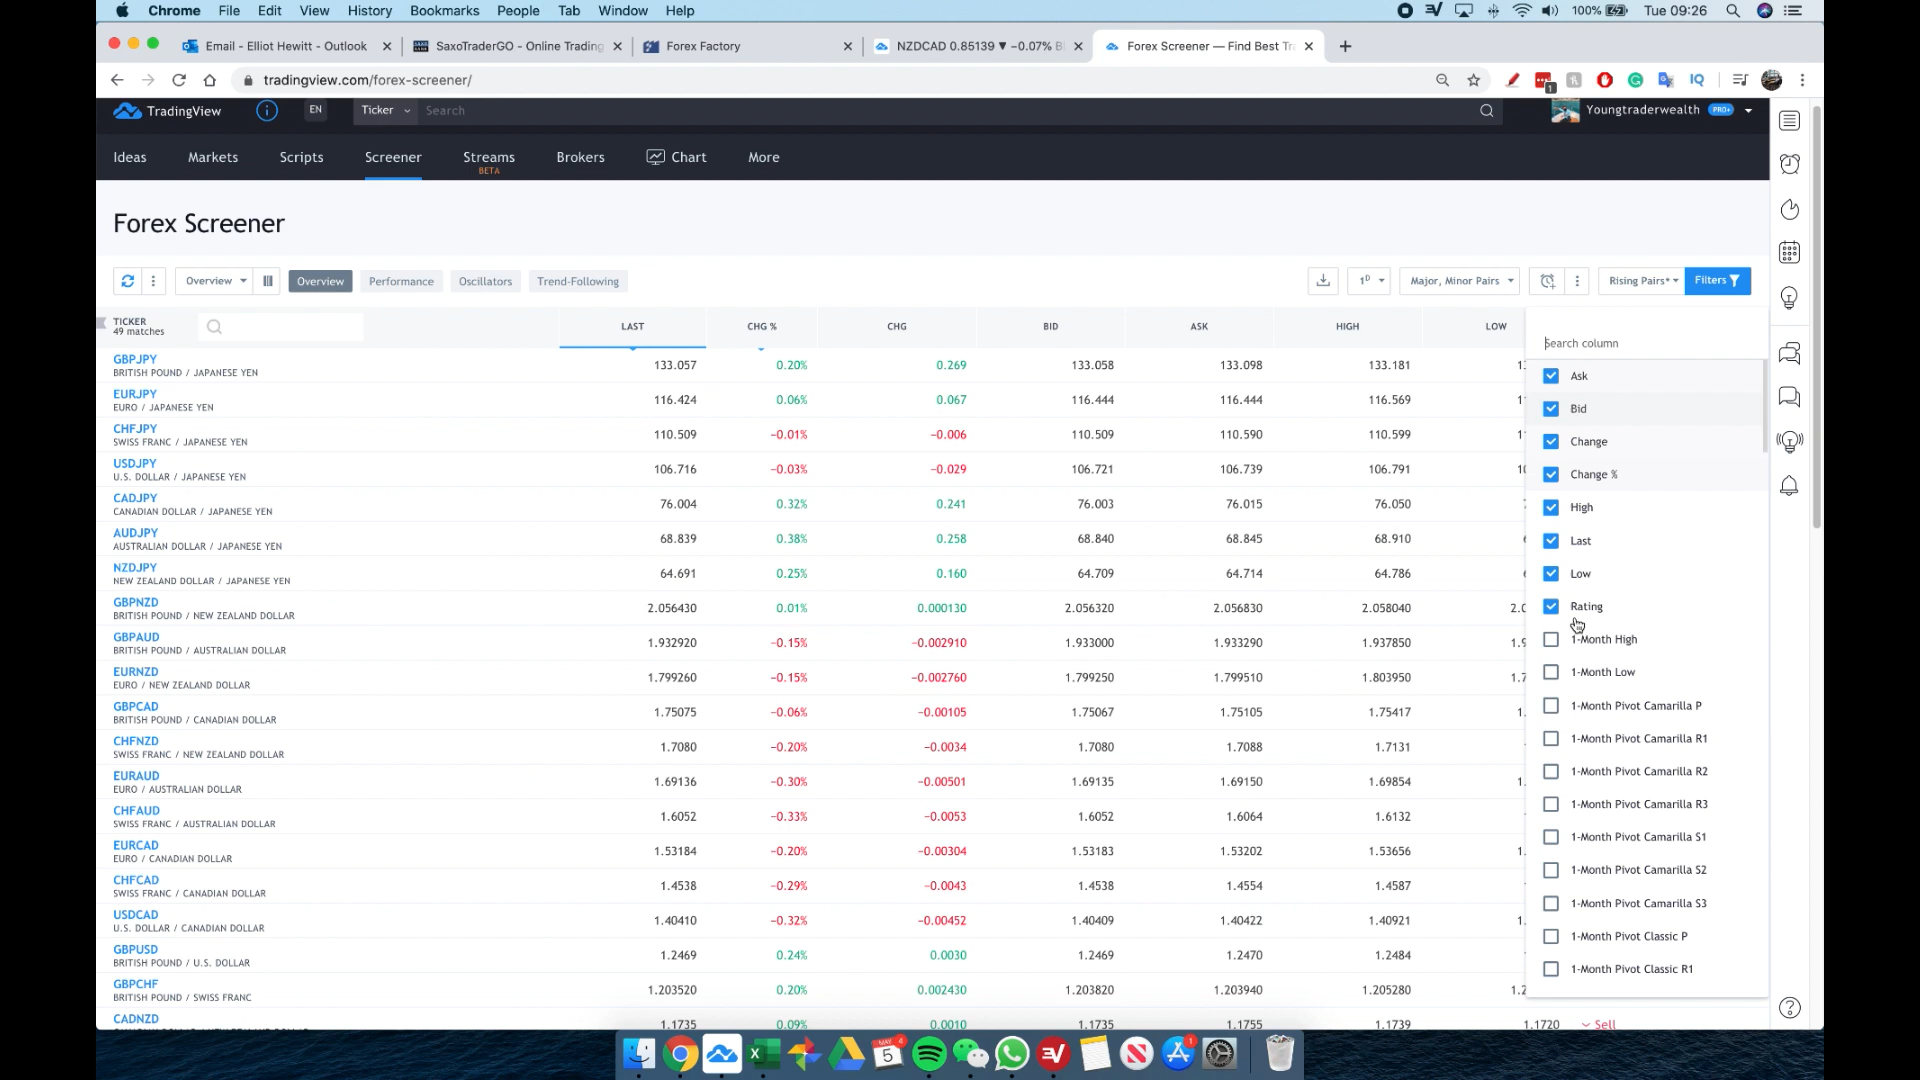 Chrome File Edit View History Bookmarks People Tab Window Help 100% Tue 09:26
Email - Elliot Hewitt - Outlook SaxoTraderGO - Online Trading Forex Factory NZDCAD 0.85139 ▼ −0.07% Forex Screener — Find Best Tr
tradingview.com/forex-screener/ 1
TradingView EN Ticker Search Youngtraderwealth PRO+
Ideas Markets Scripts Screener Streams Brokers Chart More
BETA
Forex Screener
Overview Overview Performance Oscillators Trend-Following 1D Major, Minor Pairs Rising Pairs* Filters
TICKER LAST CHG % CHG BID ASK HIGH LOW
49 matches
GBPJPY 133.057 0.20% 0.269 133.058 133.098 133.181
BRITISH POUND / JAPANESE YEN
EURJPY 116.424 0.06% 0.067 116.444 116.444 116.569
EURO / JAPANESE YEN
CHFJPY 110.509 −0.01% −0.006 110.509 110.590 110.599
SWISS FRANC / JAPANESE YEN
USDJPY 106.716 −0.03% −0.029 106.721 106.739 106.791
U.S. DOLLAR / JAPANESE YEN
CADJPY 76.004 0.32% 0.241 76.003 76.015 76.050
CANADIAN DOLLAR / JAPANESE YEN
AUDJPY 68.839 0.38% 0.258 68.840 68.845 68.910
AUSTRALIAN DOLLAR / JAPANESE YEN
NZDJPY 64.691 0.25% 0.160 64.709 64.714 64.786
NEW ZEALAND DOLLAR / JAPANESE YEN
GBPNZD 2.056430 0.01% 0.000130 2.056320 2.056830 2.058040
BRITISH POUND / NEW ZEALAND DOLLAR
GBPAUD 1.932920 −0.15% −0.002910 1.933000 1.933290 1.937850
BRITISH POUND / AUSTRALIAN DOLLAR
EURNZD 1.799260 −0.15% −0.002760 1.799250 1.799510 1.803950
EURO / NEW ZEALAND DOLLAR
GBPCAD 1.75075 −0.06% −0.00105 1.75067 1.75105 1.75417
BRITISH POUND / CANADIAN DOLLAR
CHFNZD 1.7080 −0.20% −0.0034 1.7080 1.7088 1.7131
SWISS FRANC / NEW ZEALAND DOLLAR
EURAUD 1.69136 −0.30% −0.00501 1.69135 1.69150 1.69854
EURO / AUSTRALIAN DOLLAR
CHFAUD 1.6052 −0.33% −0.0053 1.6052 1.6064 1.6132
SWISS FRANC / AUSTRALIAN DOLLAR
EURCAD 1.53184 −0.20% −0.00304 1.53183 1.53202 1.53656
EURO / CANADIAN DOLLAR
CHFCAD 1.4538 −0.29% −0.0043 1.4538 1.4554 1.4587
SWISS FRANC / CANADIAN DOLLAR
USDCAD 1.40410 −0.32% −0.00452 1.40409 1.40422 1.40921
U.S. DOLLAR / CANADIAN DOLLAR
GBPUSD 1.2469 0.24% 0.0030 1.2469 1.2470 1.2484
BRITISH POUND / U.S. DOLLAR
GBPCHF 1.203520 0.20% 0.002430 1.203820 1.203940 1.205280
BRITISH POUND / SWISS FRANC
CADNZD 1.1735 0.09% 0.0010 1.1735 1.1755 1.1739 1.1720 Sell
Search column
Ask
Bid
Change
Change %
High
Last
Low
Rating
1-Month High
1-Month Low
1-Month Pivot Camarilla P
1-Month Pivot Camarilla R1
1-Month Pivot Camarilla R2
1-Month Pivot Camarilla R3
1-Month Pivot Camarilla S1
1-Month Pivot Camarilla S2
1-Month Pivot Camarilla S3
1-Month Pivot Classic P
1-Month Pivot Classic R1
MAY 5